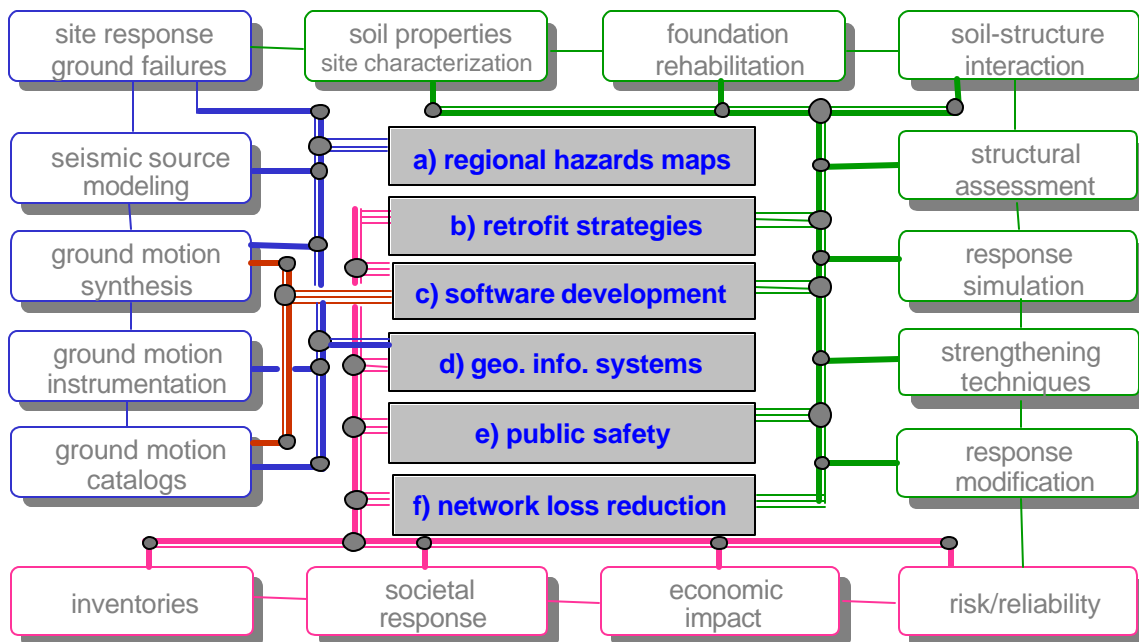 site response
ground failures
soil properties
site characterization
foundation
rehabilitation
soil-structure
interaction
seismic source
modeling
a) regional hazards maps
structural
assessment
b) retrofit strategies
ground motion
synthesis
c) software development
response
simulation
ground motion
instrumentation
d) geo. info. systems
strengthening
techniques
ground motion
catalogs
e) public safety
response
modification
f) network loss reduction
inventories
societal
response
economic
impact
risk/reliability